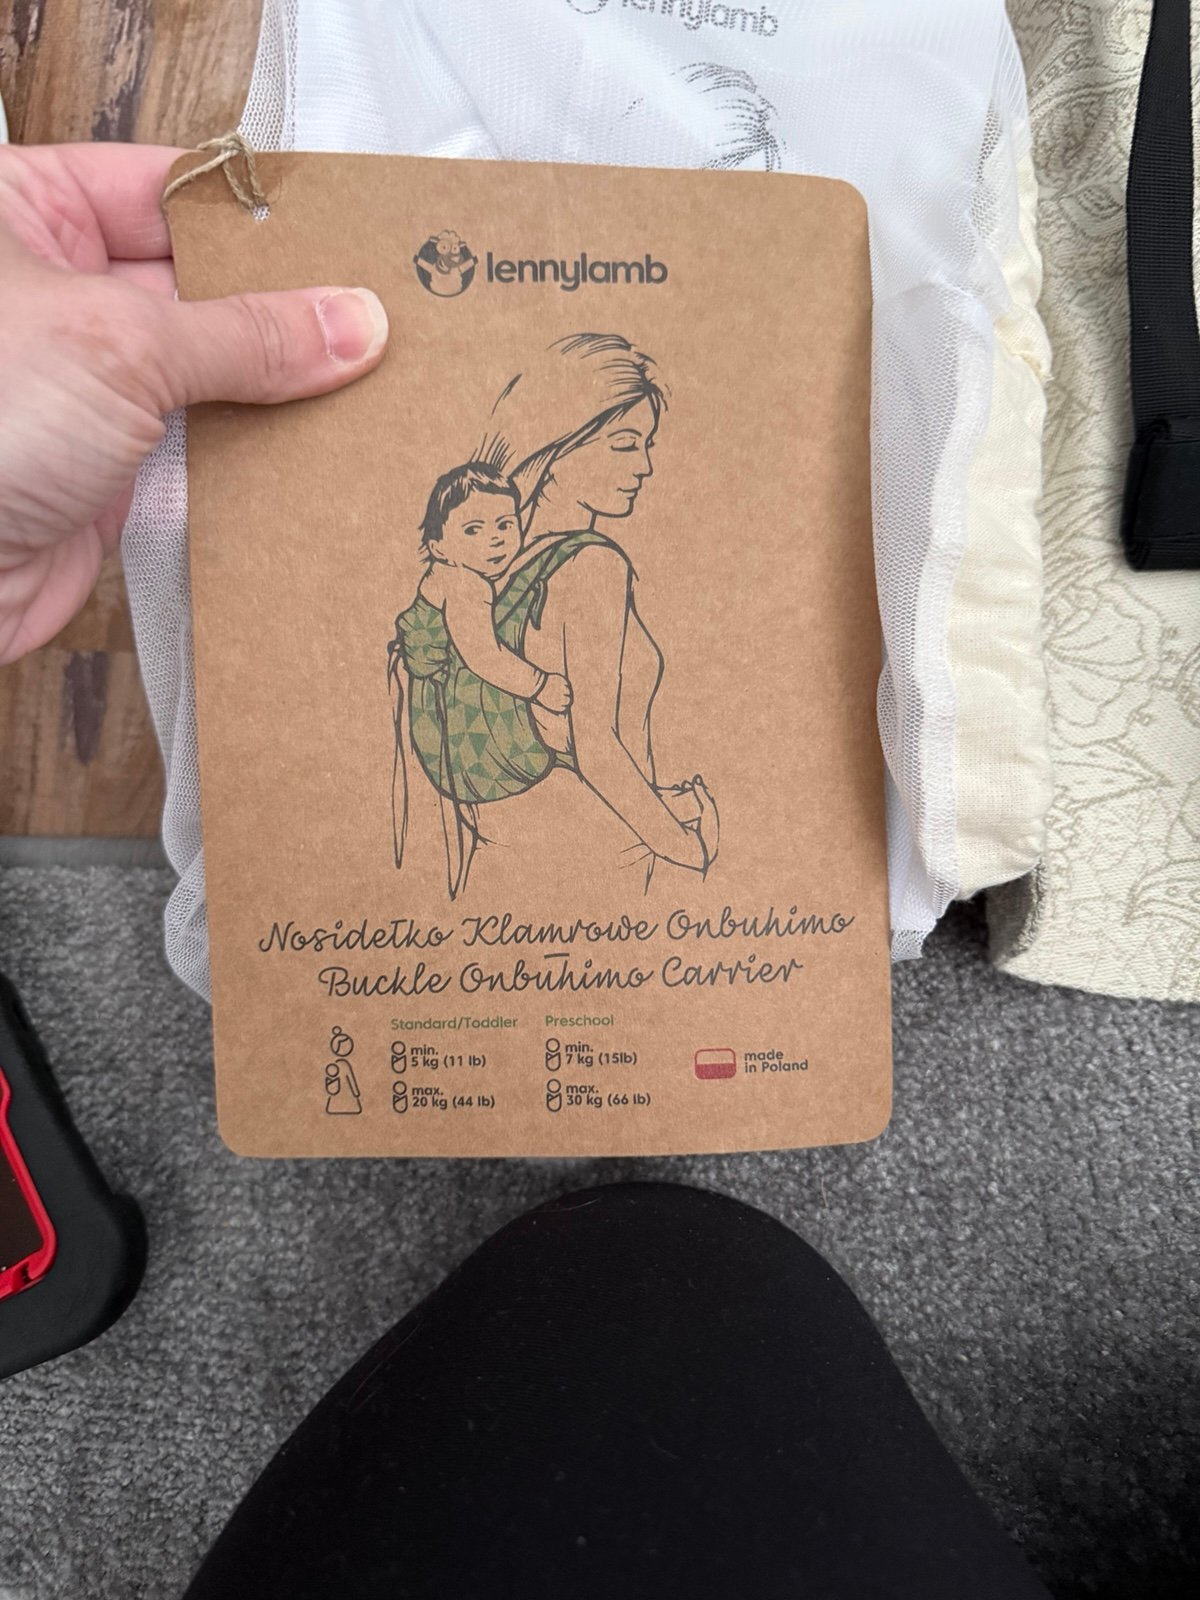 lennylamb
lennylamb
Nosidełko Klamrowe Onbuhimo
Buckle Onbuhimo Carrier
Standard/Toddler
min.
5 kg (11 lb)
max.
20 kg (44 lb)
Preschool
min.
7 kg (15lb)
max.
30 kg (66 lb)
made
in Poland